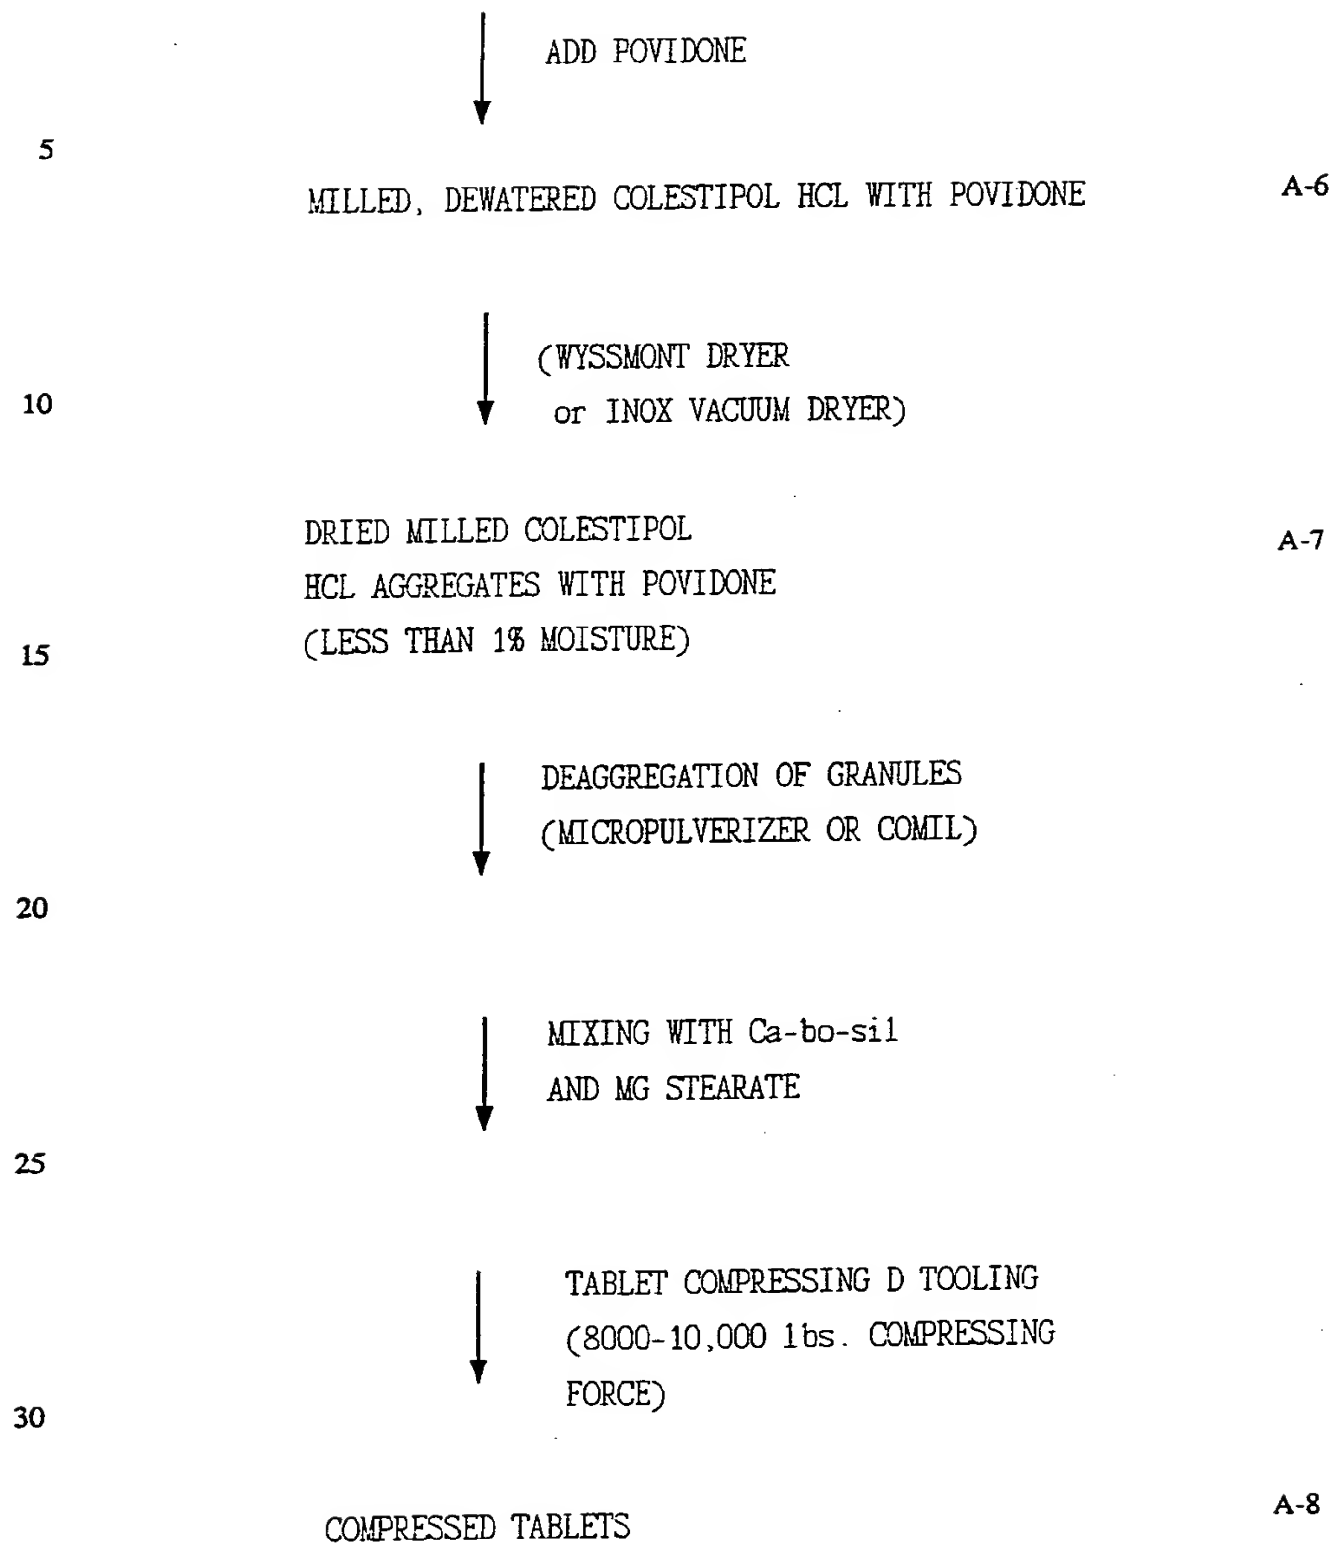 ADD POVIDONE
5
MILLED, DEWATERED COLESTIPOL HCL WITH POVIDONE A-6
(WYSSMONT DRYER
10 or INOX VACUUM DRYER)
DRIED MILLED COLESTIPOL A-7
HCL AGGREGATES WITH POVIDONE
15 (LESS THAN 1% MOISTURE)
DEAGGREGATION OF GRANULES
(MICROPULVERIZER OR COMIL)
20
MIXING WITH Ca-bo-sil
AND MG STEARATE
25
TABLET COMPRESSING D TOOLING
(8000-10,000 lbs. COMPRESSING
FORCE)
30
COMPRESSED TABLETS A-8